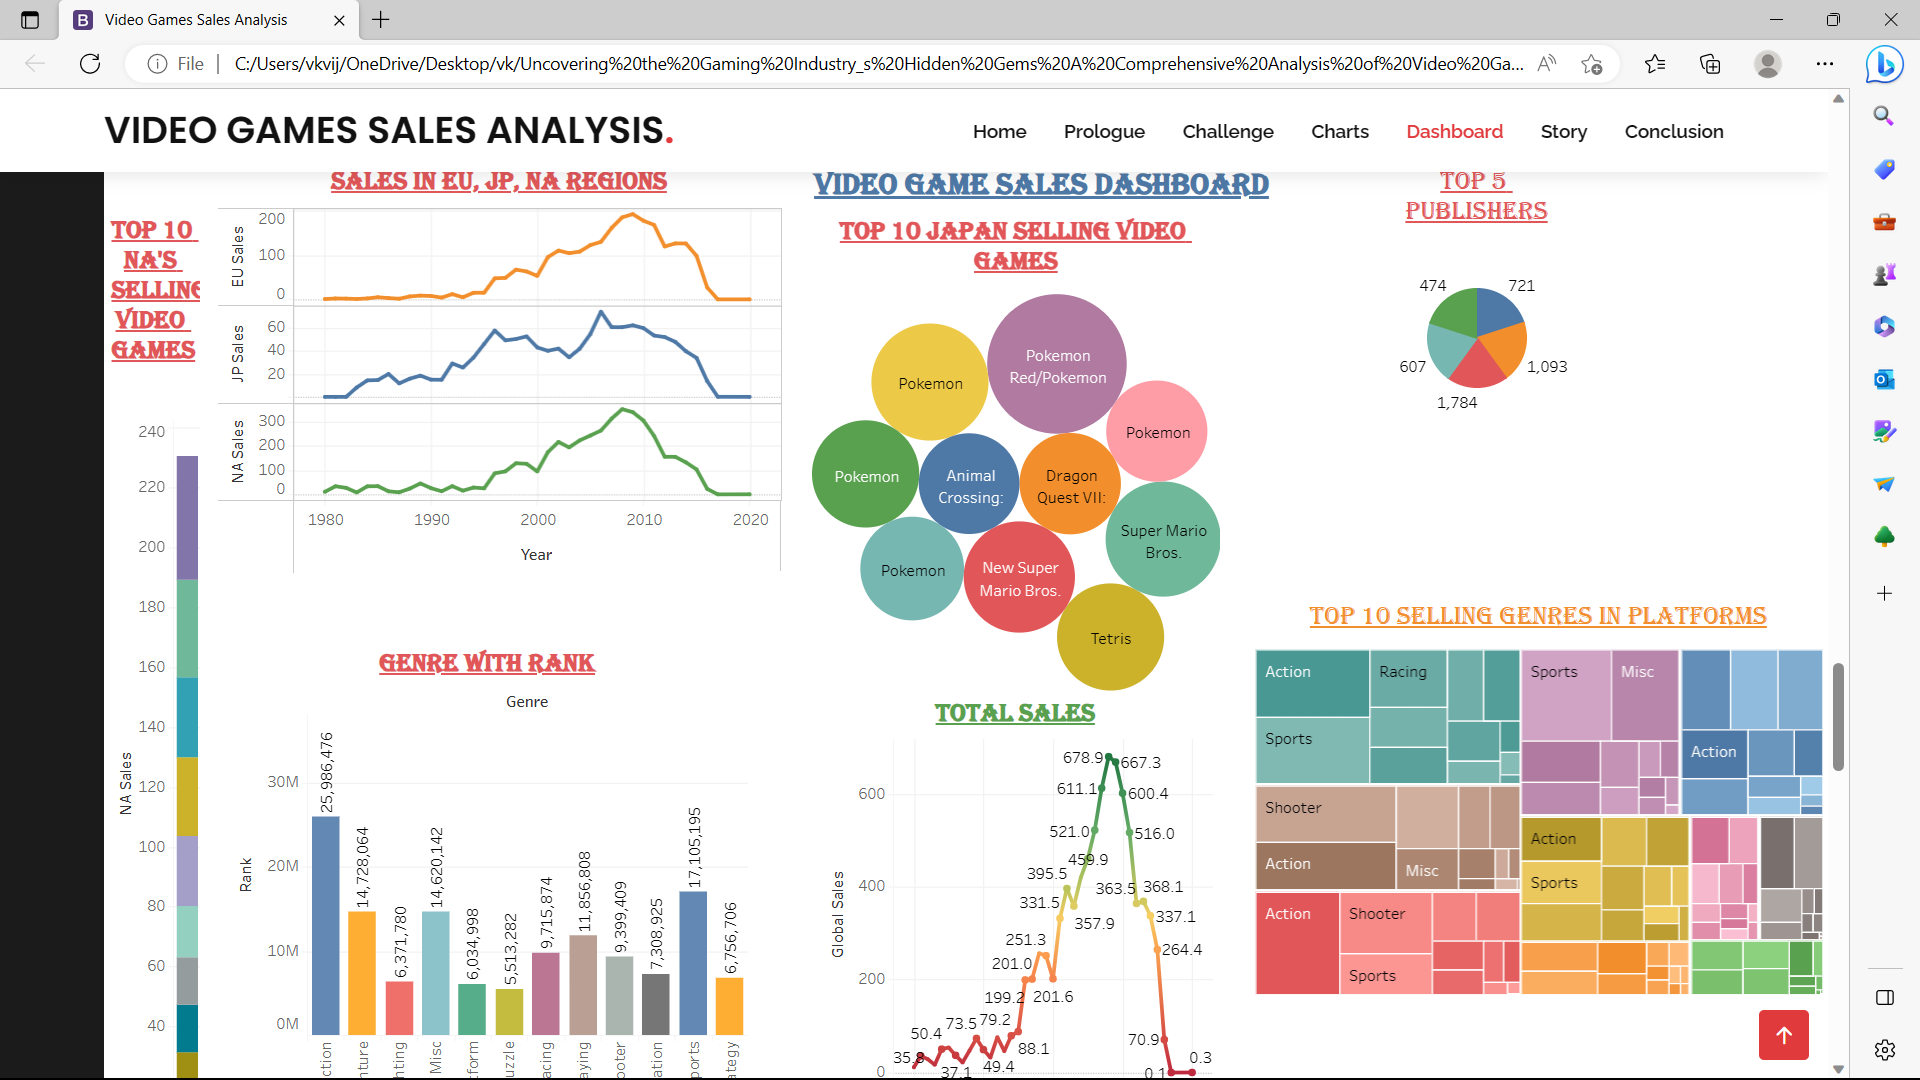 Video Games Sales Analysis
File
C:/Users/vkvij/OneDrive/Desktop/vk/Uncovering%20the%20Gaming%20Industry_s%20Hidden%20Gems%20A%20Comprehensive%20Analysis%20of%20Video%20Ga...
VIDEO GAMES SALES ANALYSIS.
Home
Prologue
Challenge
Charts
Dashboard
Story
Conclusion
TOP 10
NA'S
SELLING
VIDEO
GAMES
240
220
200
180
160
140
120
100
80
60
40
NA Sales
SALES IN EU, JP, NA REGIONS
EU Sales
200
100
0
JP Sales
60
40
20
NA Sales
300
200
100
0
1980
1990
2000
2010
2020
Year
VIDEO GAME SALES DASHBOARD
TOP 10 JAPAN SELLING VIDEO
GAMES
Pokemon
Pokemon
Red/Pokemon
Pokemon
Pokemon
Animal
Crossing:
Dragon
Quest VII:
Super Mario
Bros.
Pokemon
New Super
Mario Bros.
Tetris
TOP 5
PUBLISHERS
474
721
607
1,093
1,784
GENRE WITH RANK
Genre
Rank
30M
20M
10M
0M
25,986,476
14,728,064
6,371,780
14,620,142
6,034,998
5,513,282
9,715,874
11,856,808
9,399,409
7,308,925
17,105,195
6,756,706
ction
nture
hting
Misc
tform
uzzle
acing
aying
ooter
ation
ports
ategy
TOTAL SALES
Global Sales
600
400
200
0
678.9
667.3
611.1
600.4
521.0
516.0
459.9
395.5
363.5
368.1
331.5
357.9
337.1
251.3
264.4
201.0
199.2
201.6
50.4
73.5
79.2
88.1
70.9
35.8
37.1
49.4
0.1
0.3
TOP 10 SELLING GENRES IN PLATFORMS
Action
Racing
Sports
Sports
Misc
Action
Shooter
Action
Misc
Action
Sports
Action
Shooter
Sports